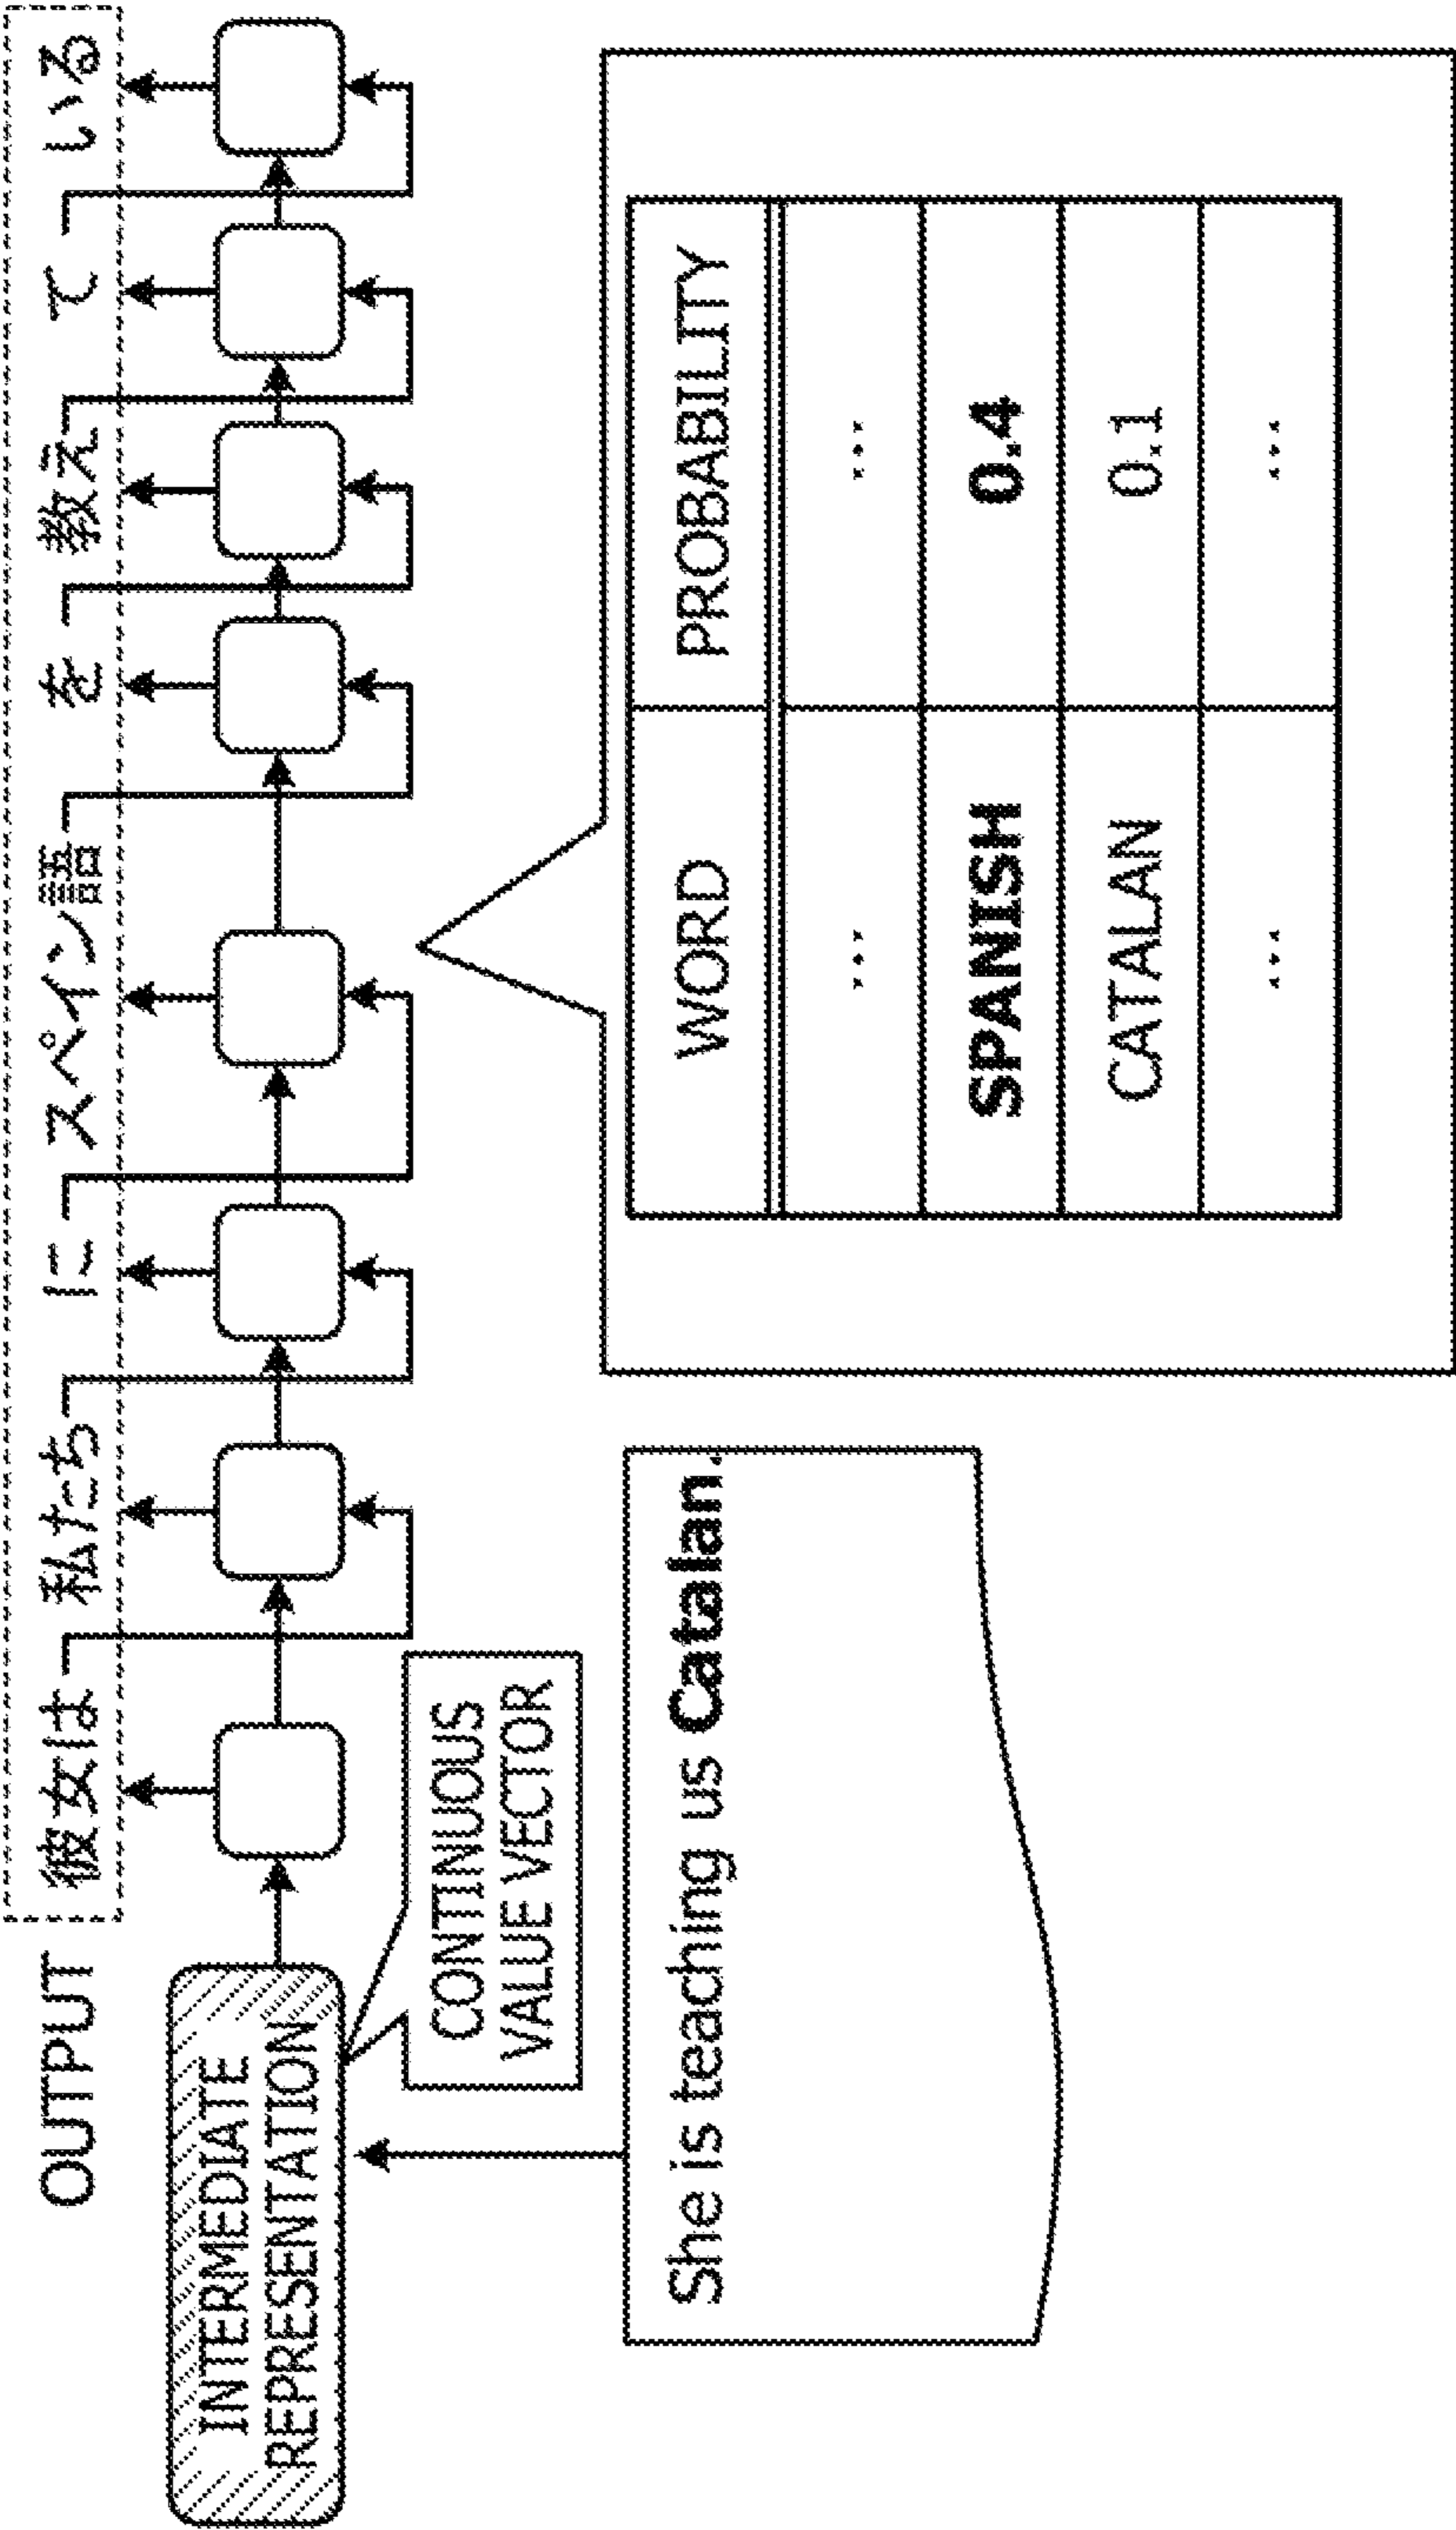 OUTPUT
彼女は 私たち に スペイン語 を 教え て いる
INTERMEDIATE
REPRESENTATION
CONTINUOUS
VALUE VECTOR
She is teaching us Catalan.
WORD PROBABILITY
... ...
SPANISH 0.4
CATALAN 0.1
... ...